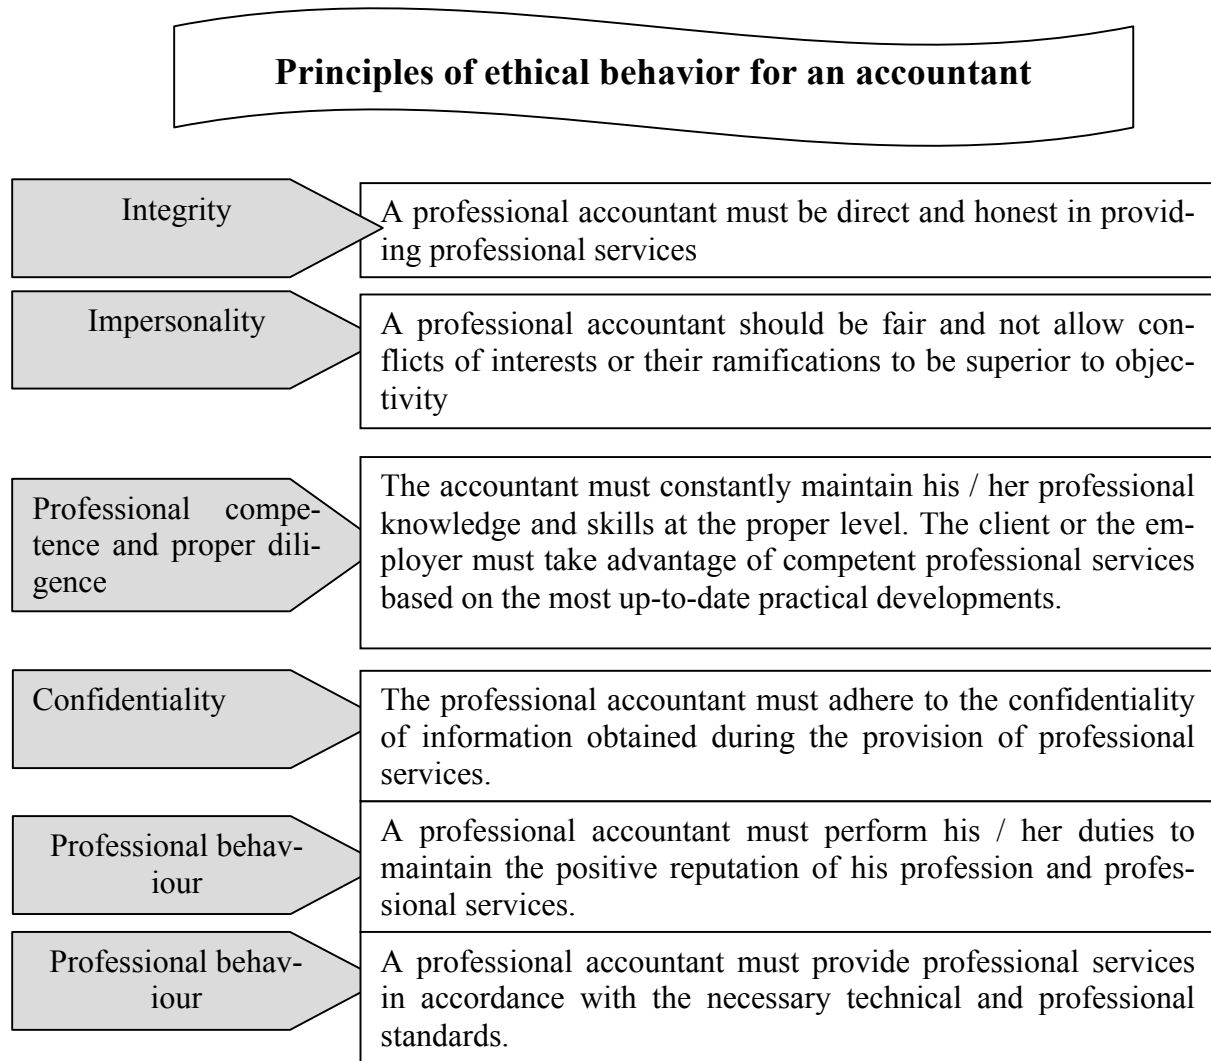 Principles of ethical behavior for an accountant
Integrity
A professional accountant must be direct and honest in provid-
ing professional services
Impersonality
A professional accountant should be fair and not allow con-
flicts of interests or their ramifications to be superior to objec-
tivity
Professional compe-
tence and proper dili-
gence
The accountant must constantly maintain his / her professional
knowledge and skills at the proper level. The client or the em-
ployer must take advantage of competent professional services
based on the most up-to-date practical developments.
Confidentiality
The professional accountant must adhere to the confidentiality
of information obtained during the provision of professional
services.
Professional behav-
iour
A professional accountant must perform his / her duties to
maintain the positive reputation of his profession and profes-
sional services.
Professional behav-
iour
A professional accountant must provide professional services
in accordance with the necessary technical and professional
standards.